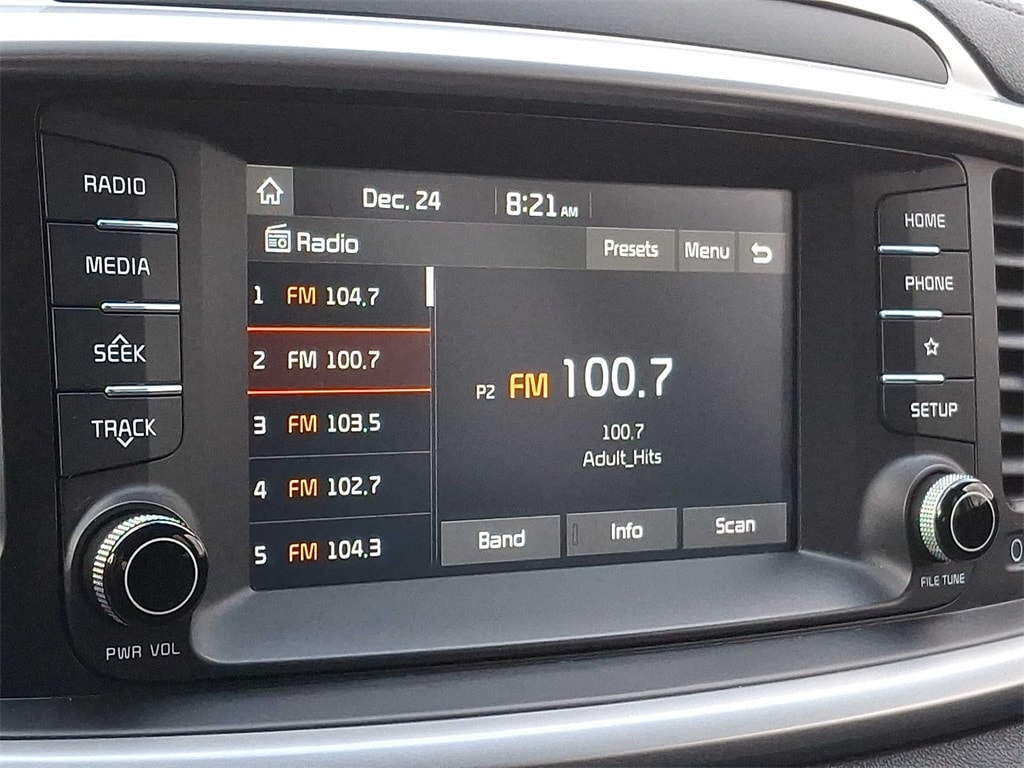 RADIO
MEDIA
SEEK
TRACK
PWR VOL
Dec. 24 8:21 AM
Radio Presets Menu
1 FM 104.7
2 FM 100.7
3 FM 103.5
4 FM 102.7
5 FM 104.3
P2 FM 100.7
100.7
Adult_Hits
Band Info Scan
HOME
PHONE
SETUP
FILE TUNE